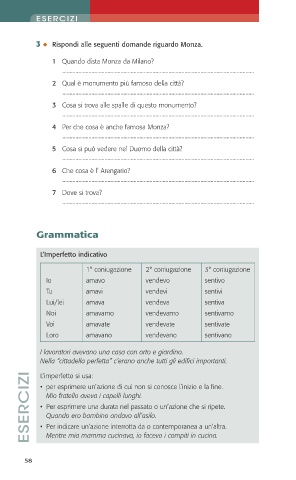 ESERCIZI
3 ◆ Rispondi alle seguenti domande riguardo Monza.
1 Quando dista Monza da Milano?
2 Qual è monumento più famoso della città?
3 Cosa si trova alle spalle di questo monumento?
4 Per che cosa è anche famosa Monza?
5 Cosa si può vedere nel Duomo della città?
6 Che cosa è l' Arengario?
7 Dove si trova?
Grammatica
L'Imperfetto indicativo
1° coniugazione 2° coniugazione 3° coniugazione
Io amavo vendevo sentivo
Tu amavi vendevi sentivi
Lui/lei amava vendeva sentiva
Noi amavamo vendevamo sentivamo
Voi amavate vendevate sentivate
Loro amavano vendevano sentivano
I lavoratori avevano una casa con orto e giardino.
Nella "cittadella perfetta" c'erano anche tutti gli edifici importanti.
L'imperfetto si usa:
• per esprimere un'azione di cui non si conosce l'inizio e la fine.
Mio fratello aveva i capelli lunghi.
• Per esprimere una durata nel passato o un'azione che si ripete.
Quando ero bambino andavo all'asilo.
• Per indicare un'azione interrotta da o contemporanea a un'altra.
Mentre mia mamma cucinava, io facevo i compiti in cucina.
ESERCIZI
58